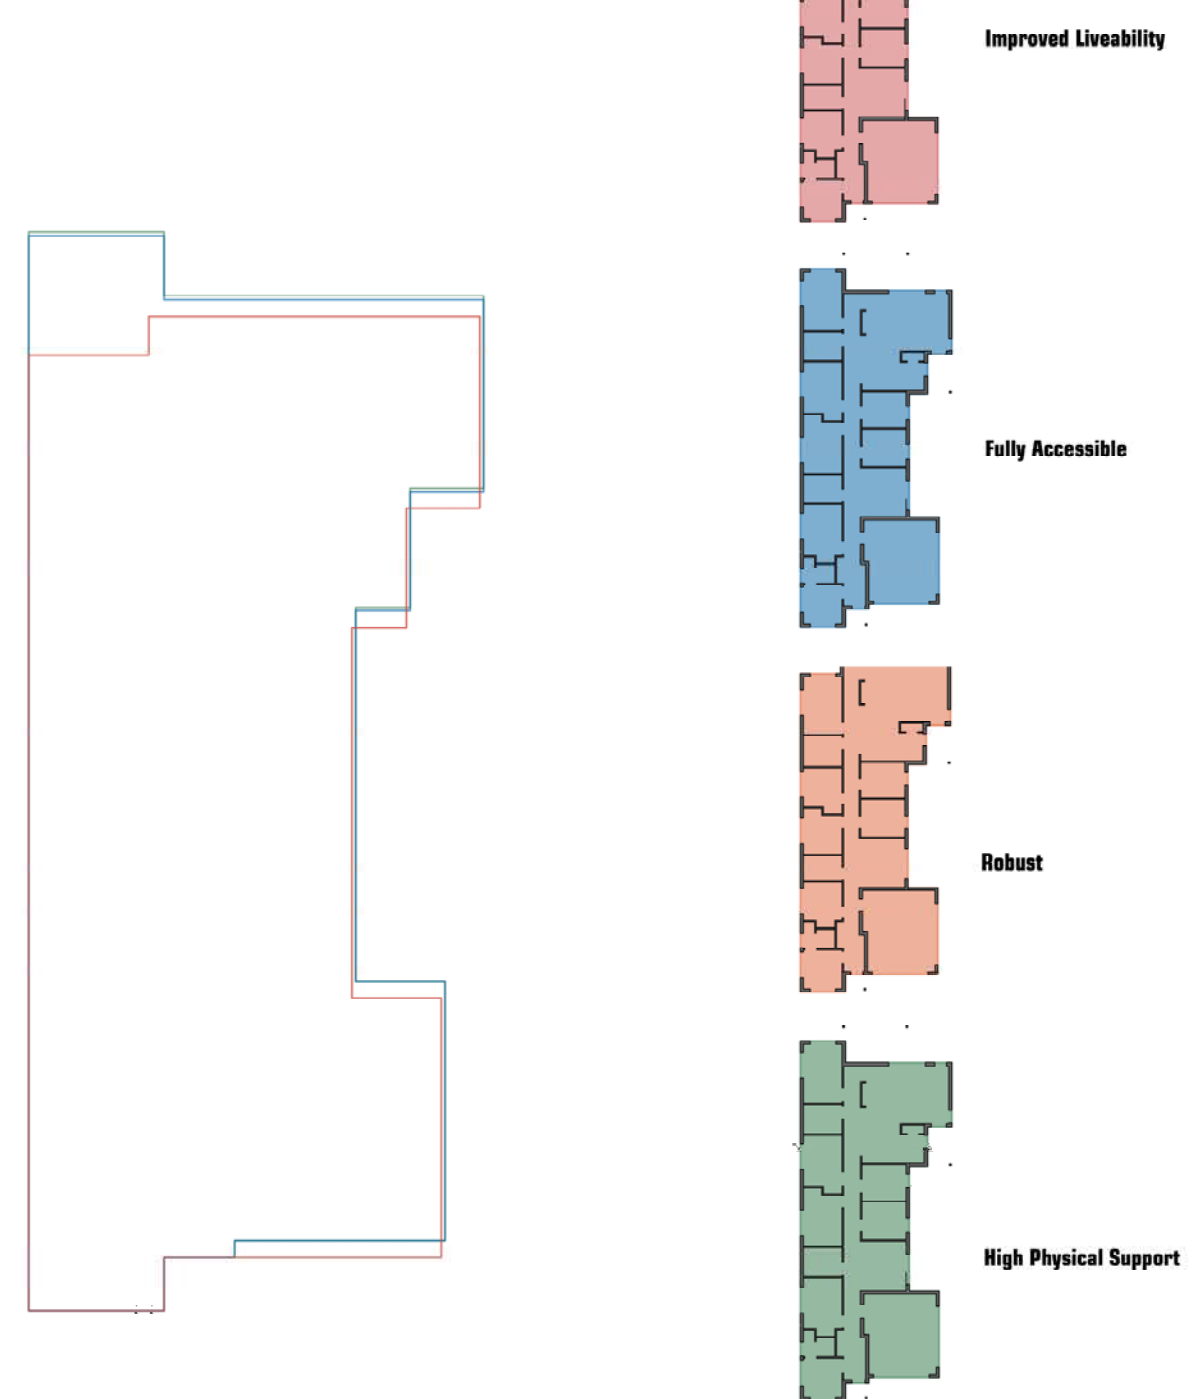 Improved Liveability
Fully Accessible
Robust
High Physical Support